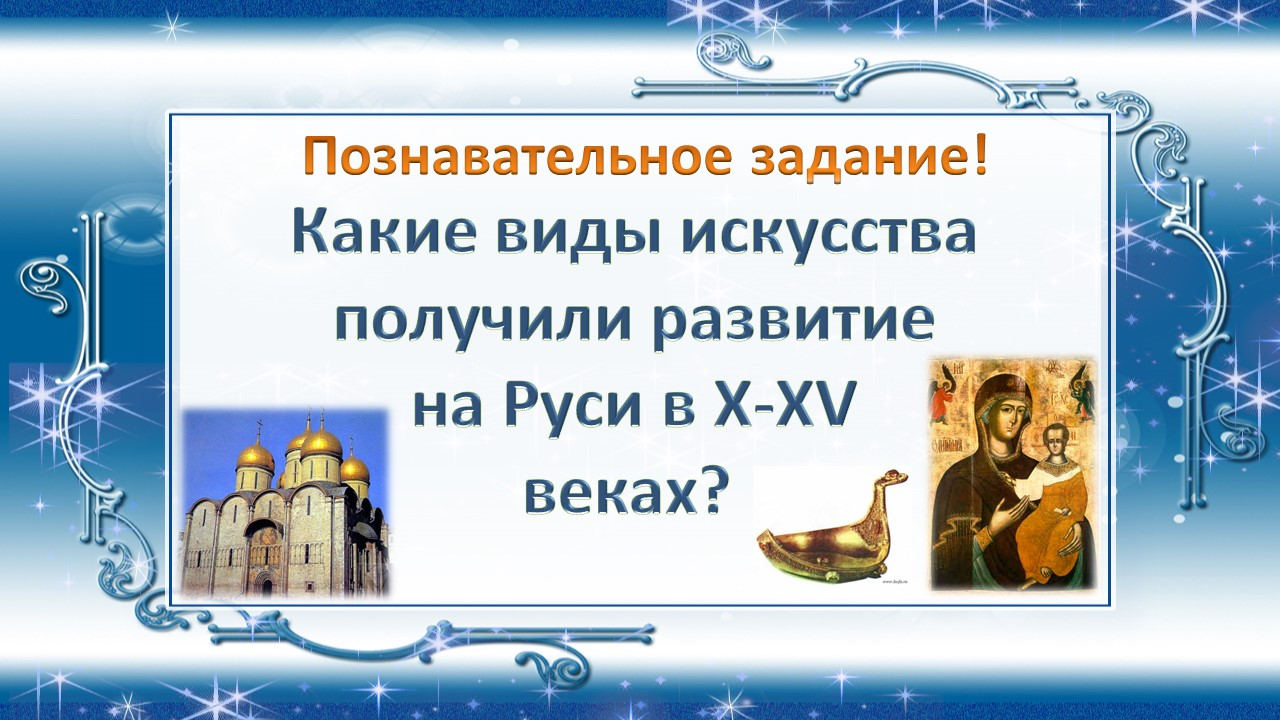 Познавательное задание!
Какие виды искусства
получили развитие
на Руси в X-XV
веках?